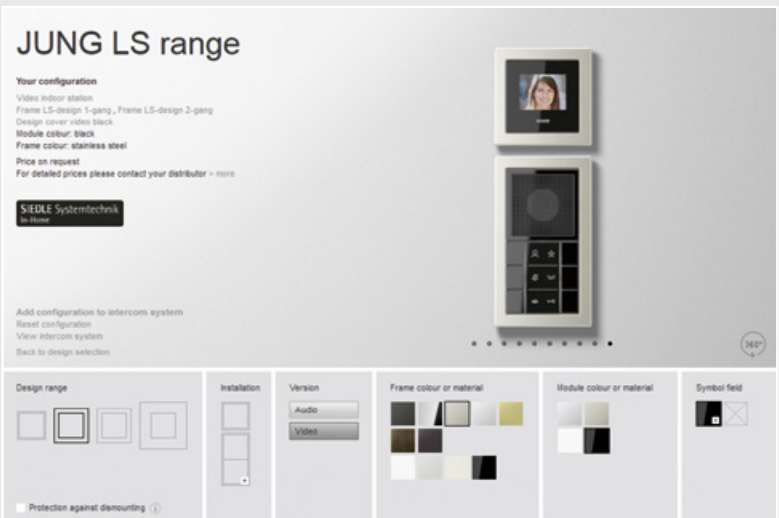 JUNG LS range
Your configuration
Video indoor station
Frame LS-design 1-gang , Frame LS-design 2-gang
Design cover video black
Module colour: black
Frame colour: stainless steel
Price on request
For detailed prices please contact your distributor > more
SIEDLE Systemtechnik
In-Home
Add configuration to intercom system
Reset configuration
View intercom system
Back to design selection
360°
Design range
Installation
Version
Frame colour or material
Module colour or material
Symbol field
Audio
Video
Protection against dismounting